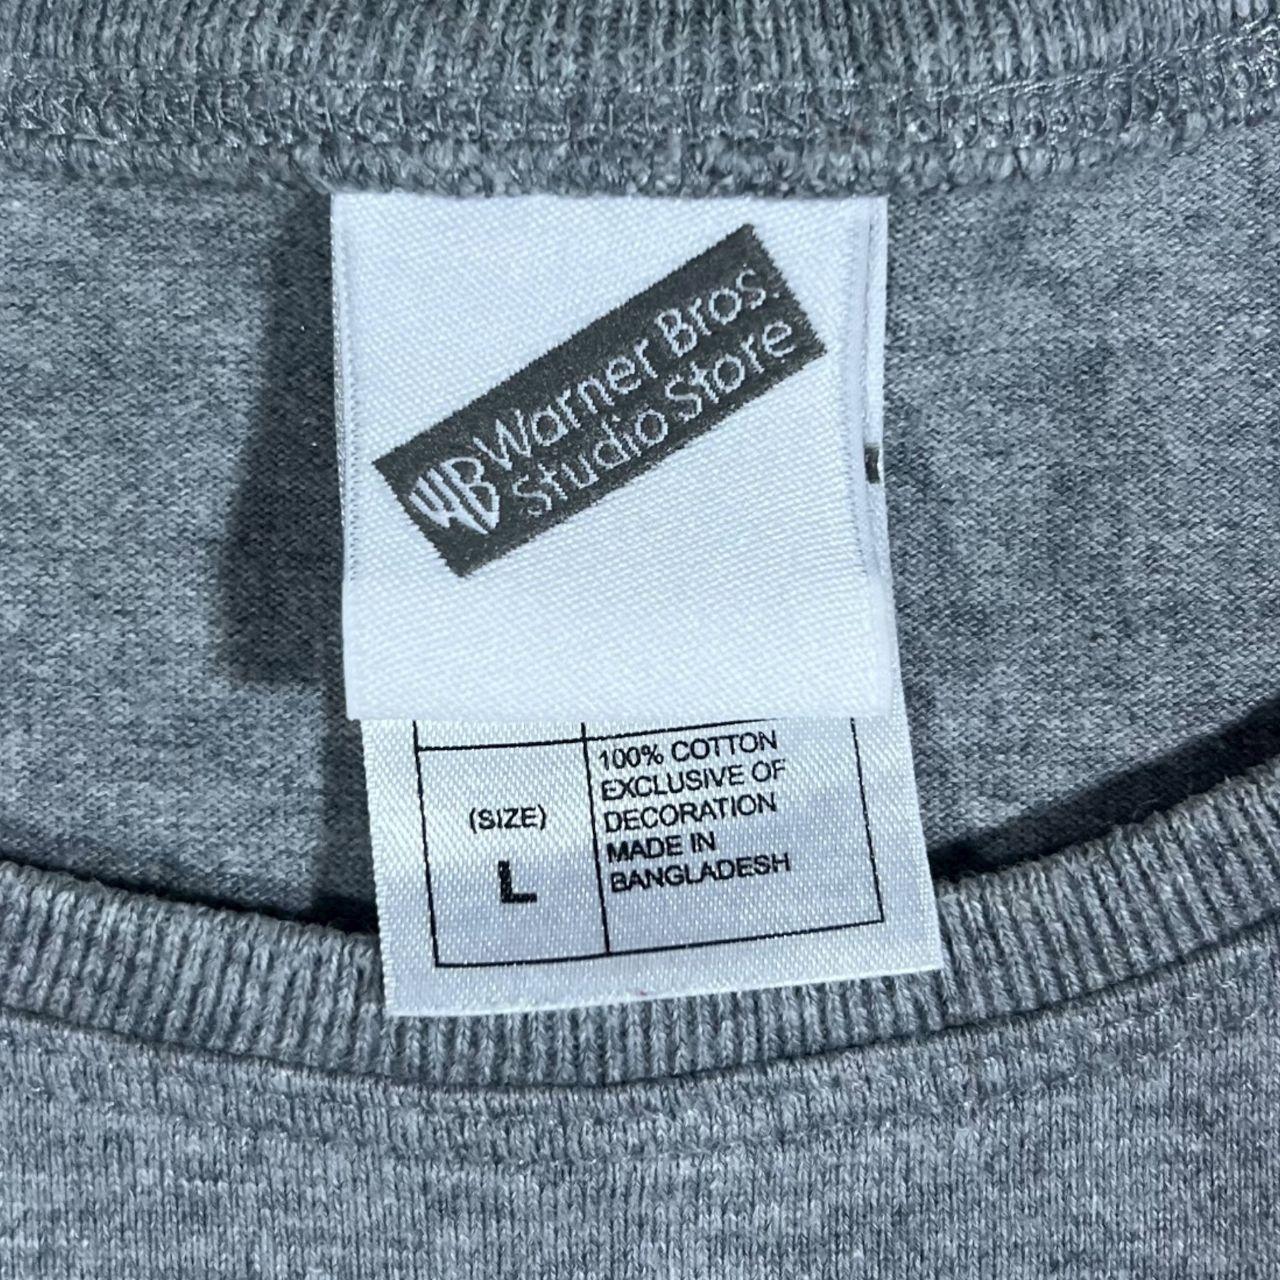 WB Warner Bros.
Studio Store
(SIZE)
L
100% COTTON
EXCLUSIVE OF
DECORATION
MADE IN
BANGLADESH